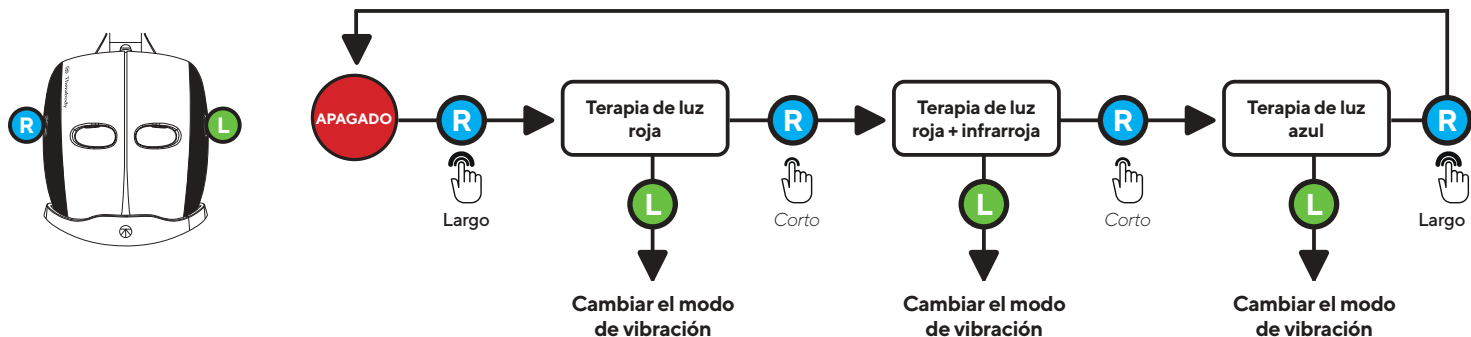 Therabody
R
L
APAGADO
R
Largo
Terapia de luz
roja
R
Corto
Terapia de luz
roja + infrarroja
R
Corto
Terapia de luz
azul
R
Largo
L
L
L
Cambiar el modo
de vibración
Cambiar el modo
de vibración
Cambiar el modo
de vibración